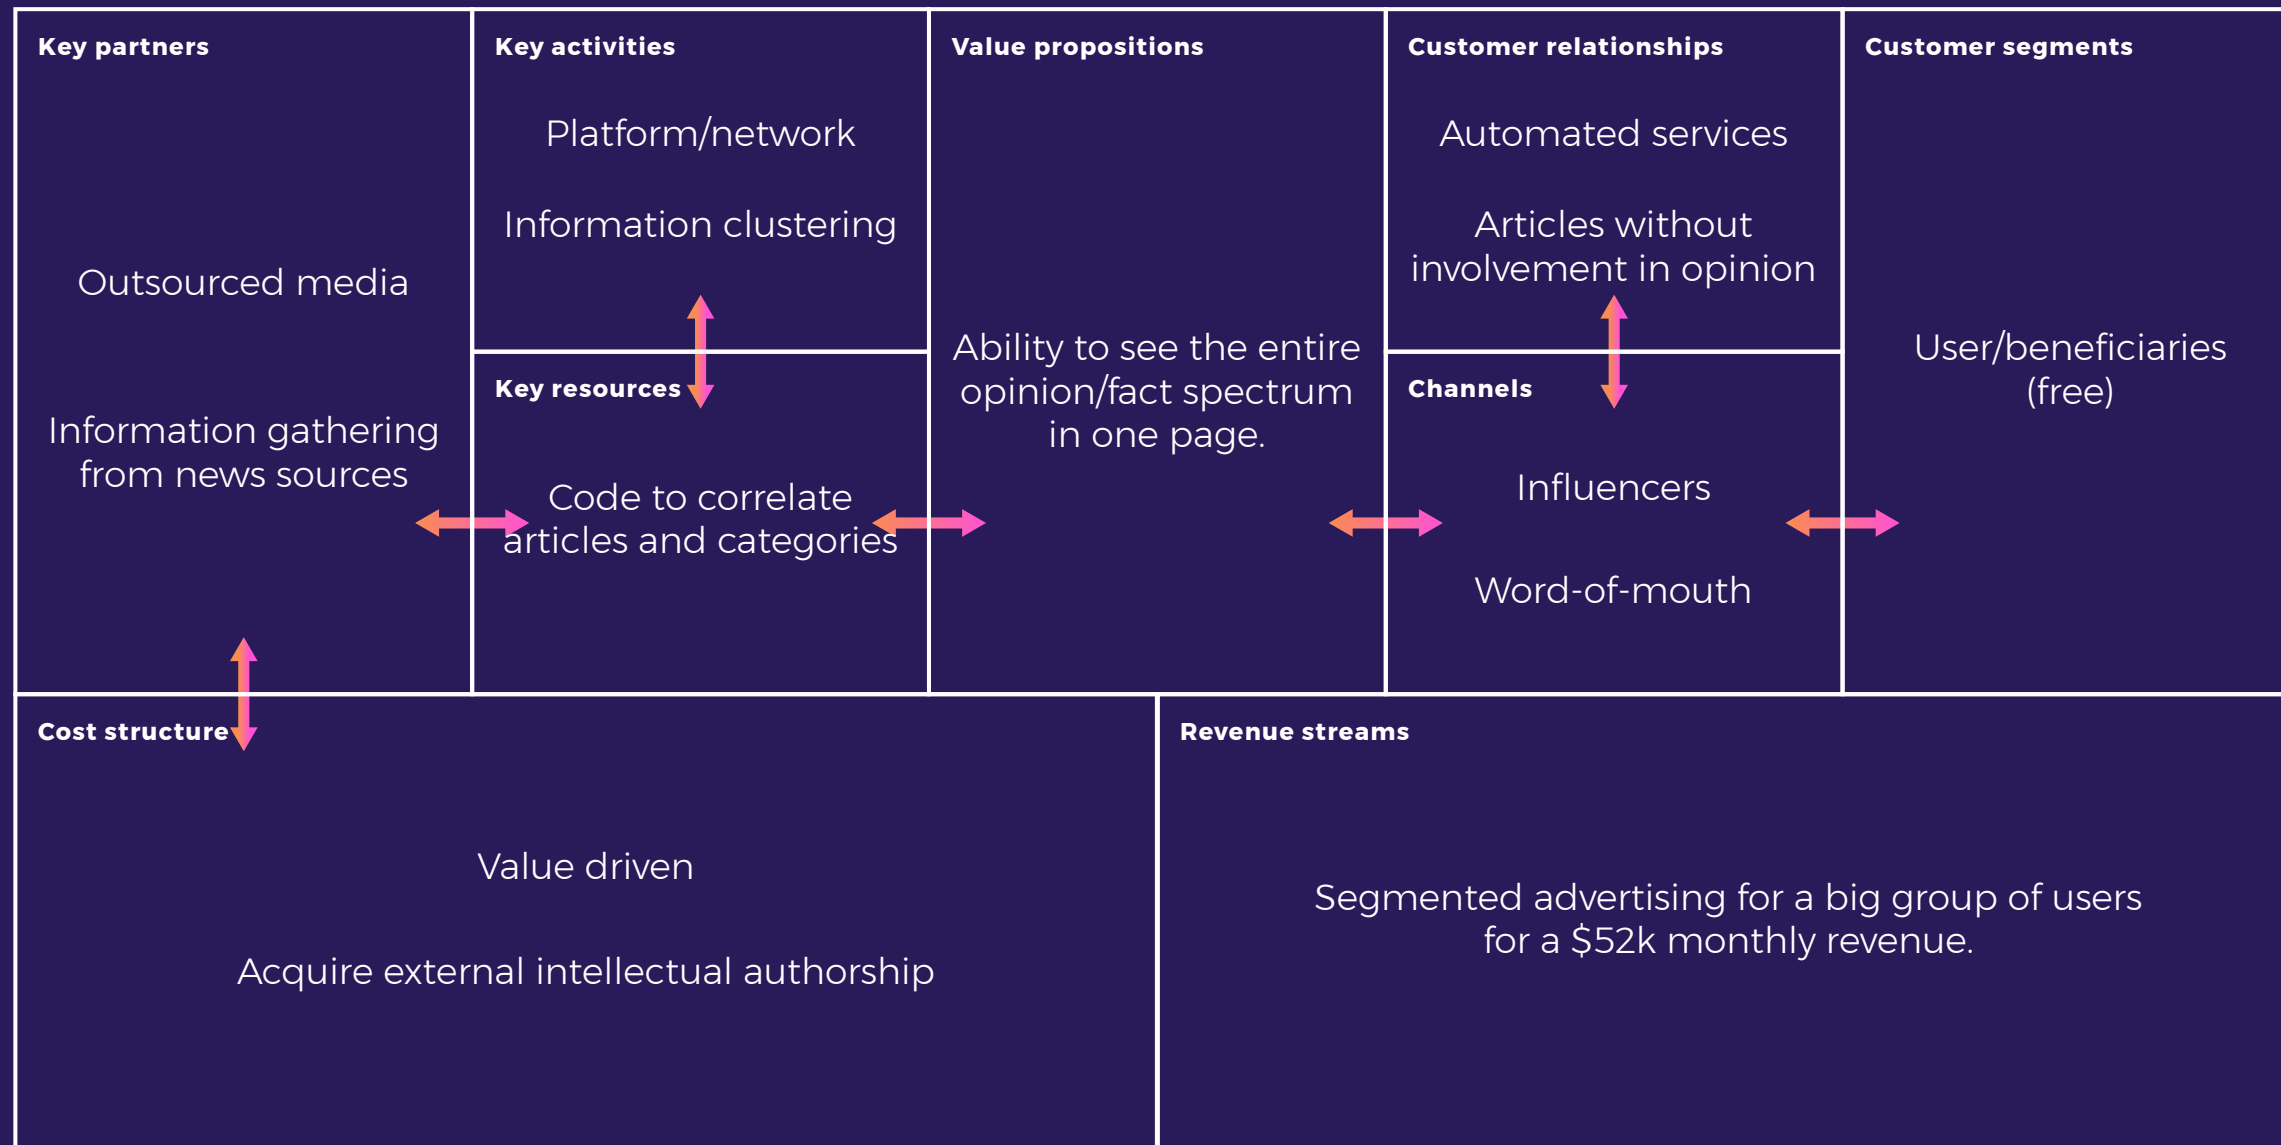 Key partners
Outsourced media
Information gathering
from news sources
Key activities
Platform/network
Information clustering
Key resources
Code to correlate
articles and categories
Value propositions
Ability to see the entire
opinion/fact spectrum
in one page.
Customer relationships
Automated services
Articles without
involvement in opinion
Channels
Influencers
Word-of-mouth
Customer segments
User/beneficiaries
(free)
Cost structure
Value driven
Acquire external intellectual authorship
Revenue streams
Segmented advertising for a big group of users
for a $52k monthly revenue.